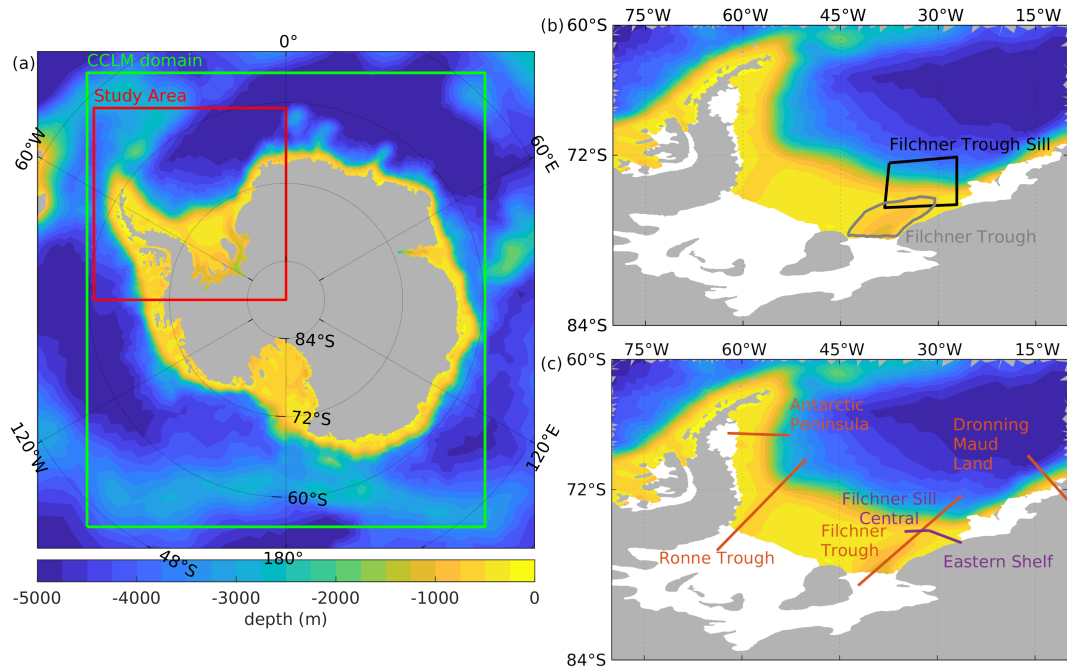 (a)
0°
CCLM domain
Study Area
60°W
60°E
84°S
72°S
60°S
120°W
120°E
48°S
180°
-5000 -4000 -3000 -2000 -1000 0
depth (m)
(b)
75°W 60°W 45°W 30°W 15°W
60°S
72°S
84°S
Filchner Trough Sill
Filchner Trough
75°W 60°W 45°W 30°W 15°W
(c)
60°S
72°S
84°S
Antarctic
Peninsula
Dronning
Maud
Land
Filchner Sill
Central
Filchner
Trough
Ronne Trough
Eastern Shelf